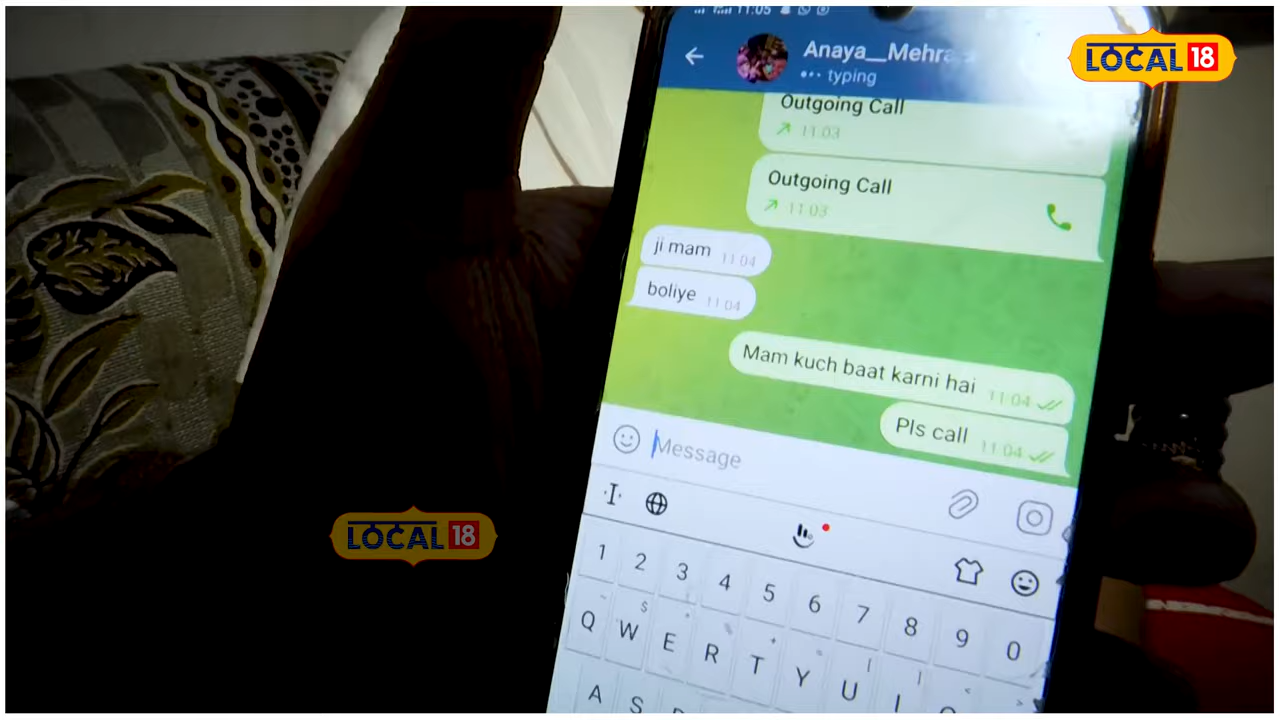 11:05
Anaya_Mehra
typing
LOCAL 18
Outgoing Call
11:03
Outgoing Call
11:03
ji mam 11:04
boliye 11:04
Mam kuch baat karni hai 11:04
Pls call 11:04
Message
LOCAL 18
1 2 3 4 5 6 7 8 9 0
Q W E R T Y U I
A S